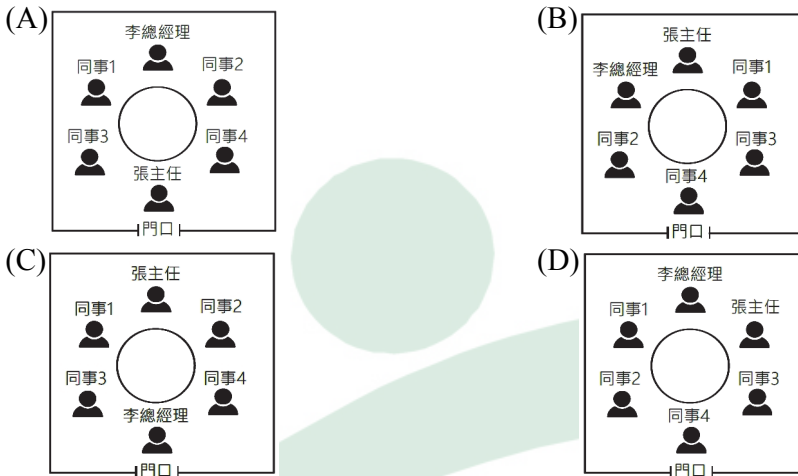 (A)
李總經理
同事1
同事2
同事3
同事4
張主任
門口
(B)
張主任
李總經理
同事1
同事2
同事3
同事4
門口
(C)
張主任
同事1
同事2
同事3
同事4
李總經理
門口
(D)
李總經理
同事1
張主任
同事2
同事3
同事4
門口